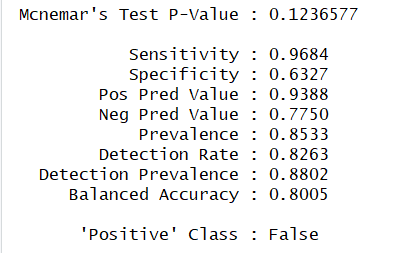 Mcnemar's Test P-Value : 0.1236577
Sensitivity : 0.9684
Specificity : 0.6327
Pos Pred Value : 0.9388
Neg Pred Value : 0.7750
Prevalence : 0.8533
Detection Rate : 0.8263
Detection Prevalence : 0.8802
Balanced Accuracy : 0.8005
'Positive' Class : False